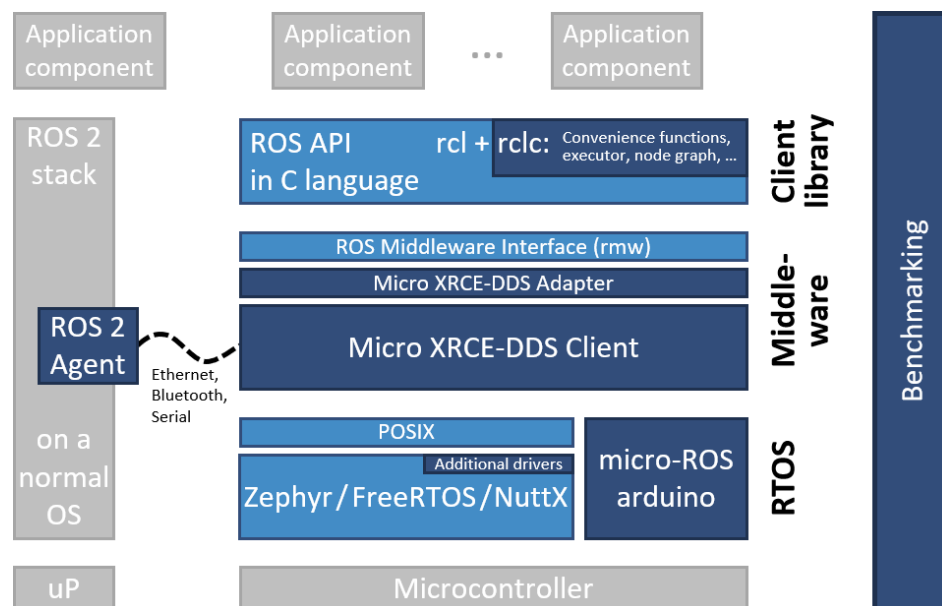 Application
component
Application
component
...
Application
component
ROS 2
stack
on a
normal
OS
uP
ROS 2
Agent
Ethernet,
Bluetooth,
Serial
ROS API
in C language
rcl + rclc:
Convenience functions,
executor, node graph, ...
ROS Middleware Interface (rmw)
Micro XRCE-DDS Adapter
Micro XRCE-DDS Client
POSIX
Additional drivers
Zephyr/FreeRTOS/NuttX
micro-ROS
arduino
Microcontroller
Client
library
Middle-
ware
RTOS
Benchmarking